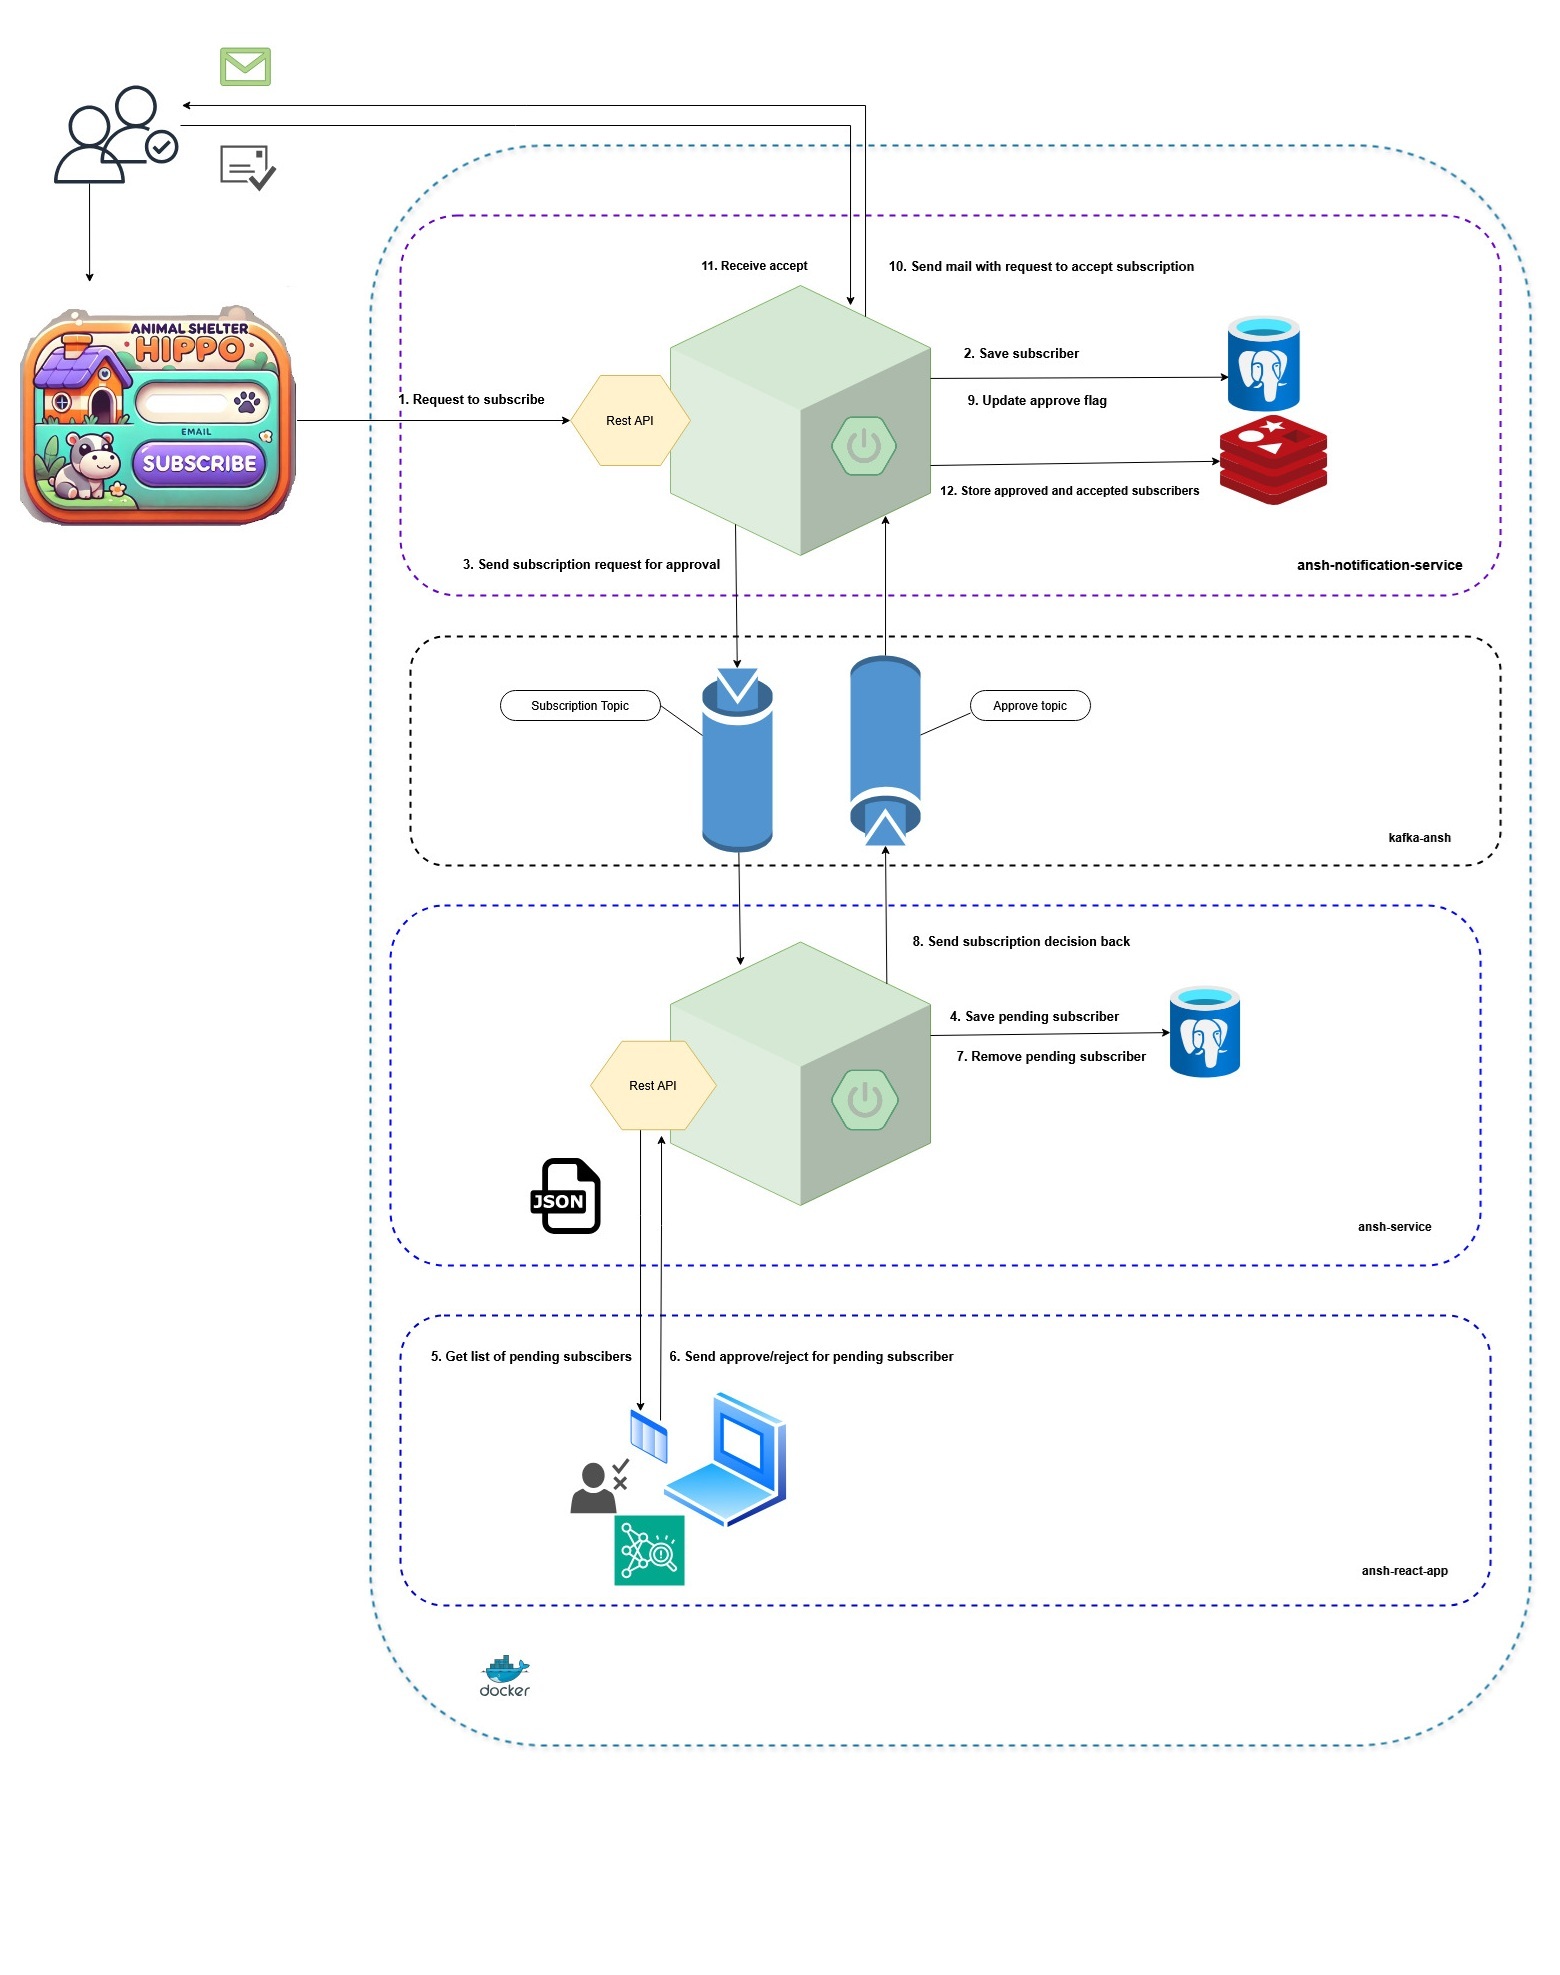 11. Receive accept
10. Send mail with request to accept subscription
ANIMAL SHELTER
HIPPO
EMAIL
SUBSCRIBE
1. Request to subscribe
Rest API
2. Save subscriber
9. Update approve flag
12. Store approved and accepted subscribers
3. Send subscription request for approval
ansh-notification-service
Subscription Topic
Approve topic
kafka-ansh
8. Send subscription decision back
4. Save pending subscriber
7. Remove pending subscriber
Rest API
JSON
ansh-service
5. Get list of pending subscibers
6. Send approve/reject for pending subscriber
ansh-react-app
docker